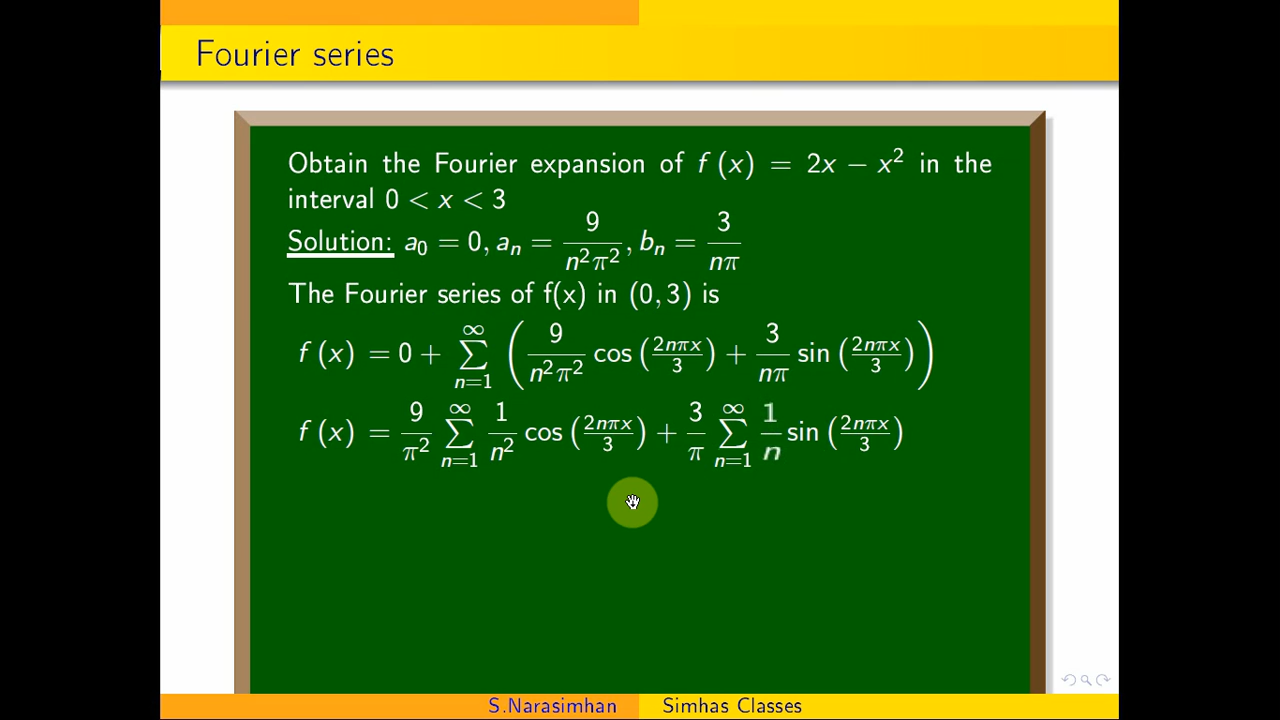 Fourier series
Obtain the Fourier expansion of f (x) = 2x − x² in the
interval 0 < x < 3
Solution: a₀ = 0, aₙ = 9/(n²π²), bₙ = 3/(nπ)
The Fourier series of f(x) in (0, 3) is
f (x) = 0 + ∑_{n=1}^{∞} ( 9/(n²π²) cos (2nπx/3) + 3/(nπ) sin (2nπx/3) )
f (x) = 9/π² ∑_{n=1}^{∞} 1/n² cos (2nπx/3) + 3/π ∑_{n=1}^{∞} 1/n sin (2nπx/3)
S.Narasimhan Simhas Classes